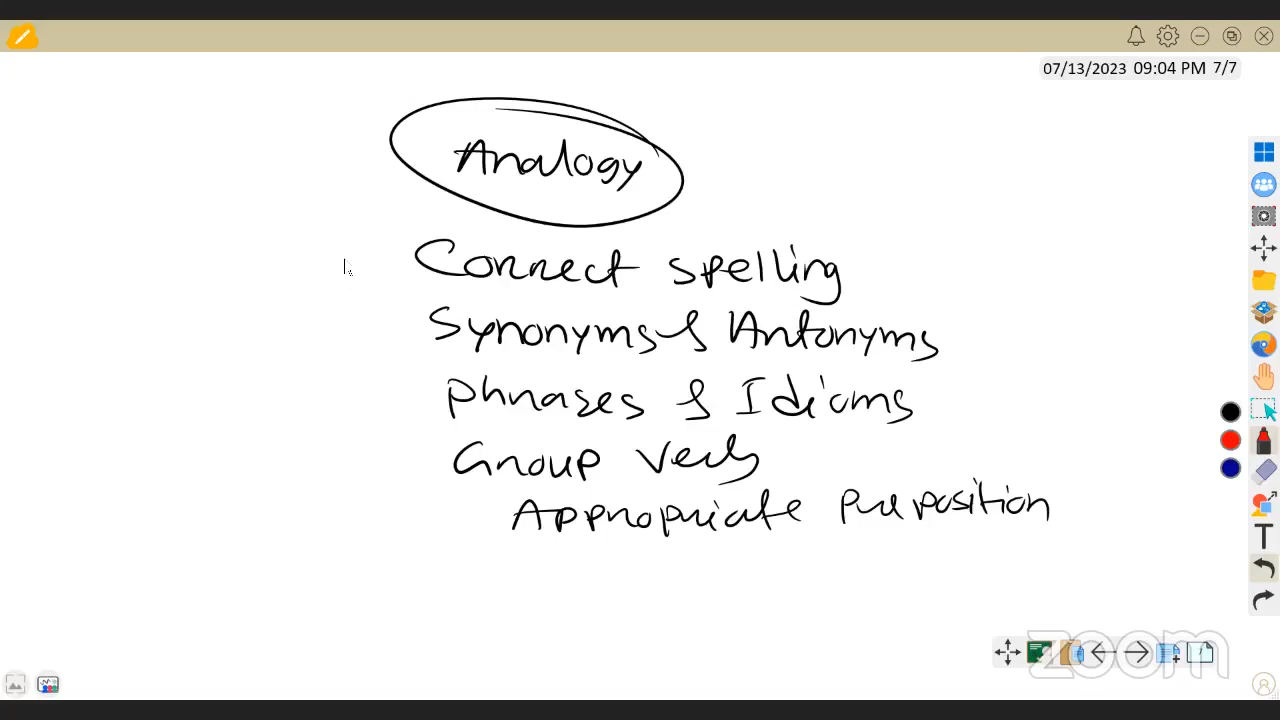 07/13/2023 09:04 PM 7/7
Analogy
Correct spelling
Synonyms & Antonyms
Phrases & Idioms
Group Verb
Appropriate Preposition
T
zoom